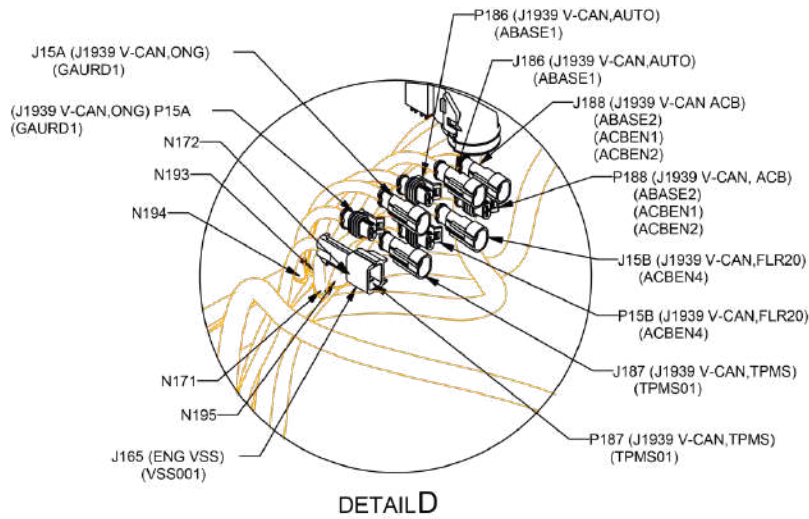 P186 (J1939 V-CAN,AUTO)
(ABASE1)
J15A (J1939 V-CAN,ONG)
(GAURD1)
J186 (J1939 V-CAN,AUTO)
(ABASE1)
(J1939 V-CAN,ONG) P15A
(GAURD1)
J188 (J1939 V-CAN ACB)
(ABASE2)
(ACBEN1)
(ACBEN2)
N172
N193
N194
P188 (J1939 V-CAN, ACB)
(ABASE2)
(ACBEN1)
(ACBEN2)
J15B (J1939 V-CAN,FLR20)
(ACBEN4)
P15B (J1939 V-CAN,FLR20)
(ACBEN4)
J187 (J1939 V-CAN,TPMS)
(TPMS01)
N171
N195
P187 (J1939 V-CAN,TPMS)
(TPMS01)
J165 (ENG VSS)
(VSS001)
DETAIL D